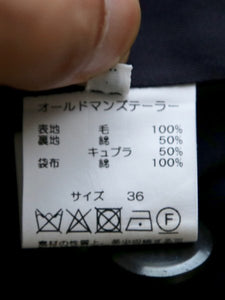 オールドマンズテーラー
表地 毛 100%
裏地 綿 50%
キュプラ 50%
袋布 綿 100%
サイズ 36
F